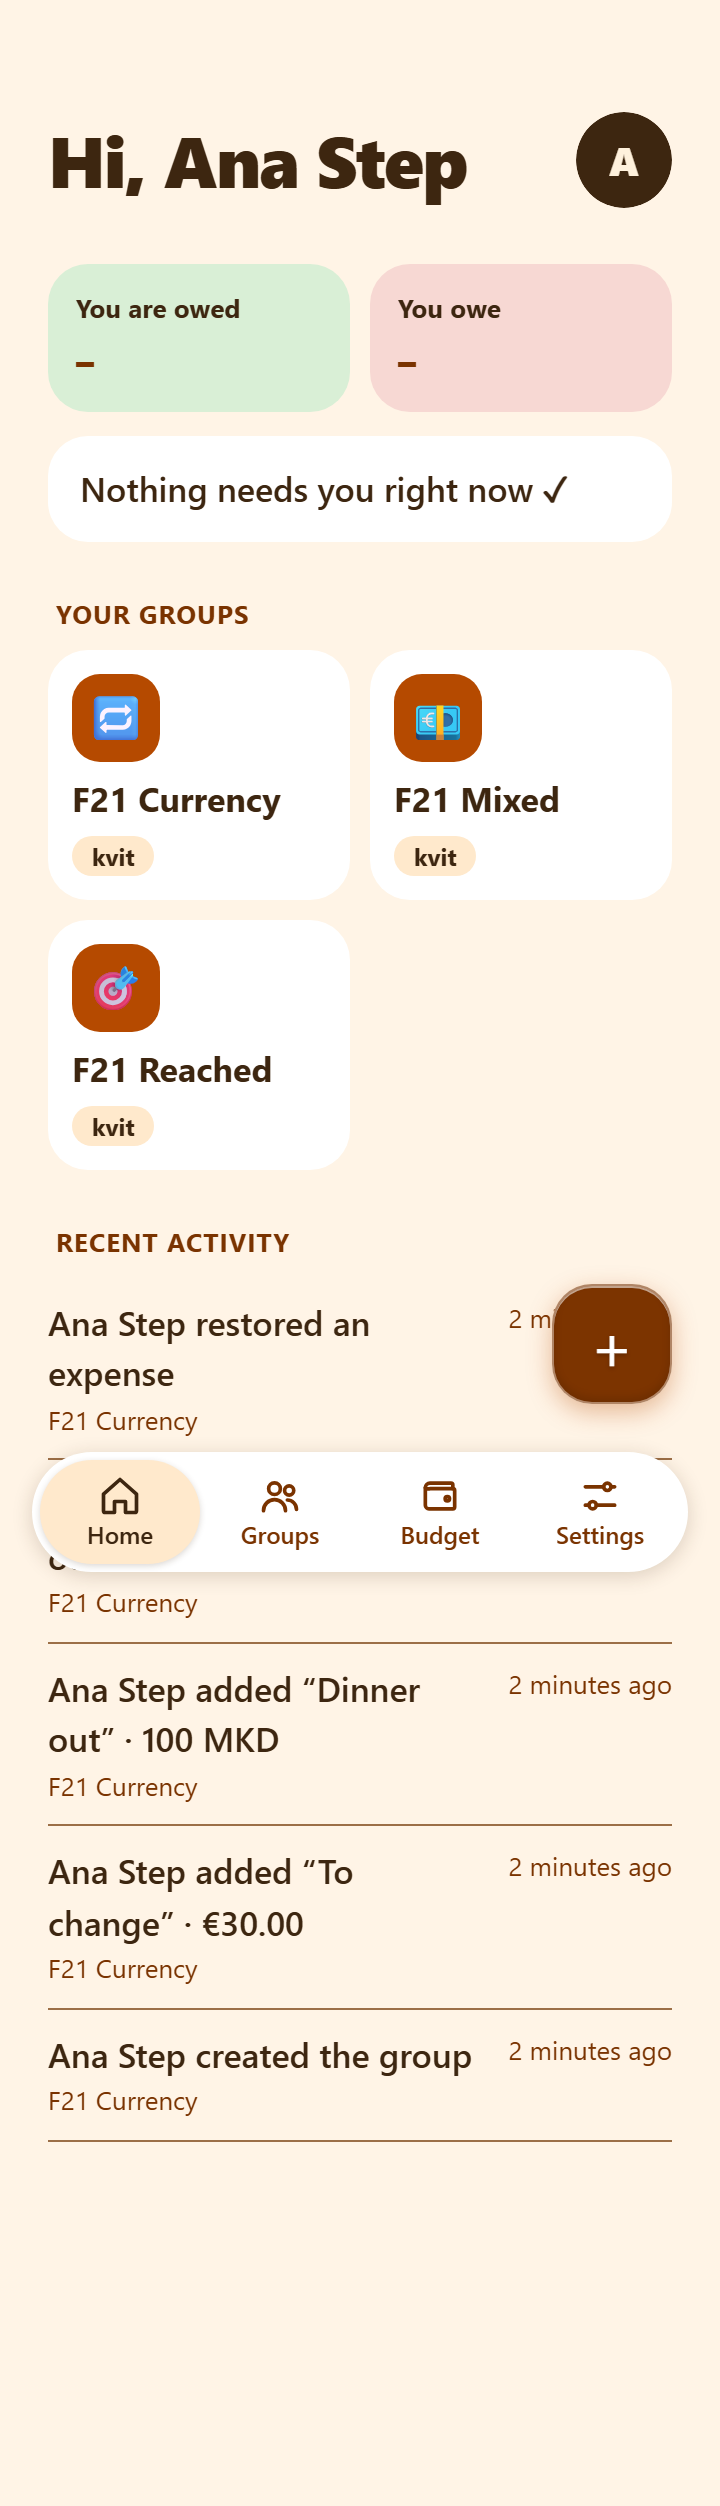 Hi, Ana Step
A
You are owed
–
You owe
–
Nothing needs you right now ✓
YOUR GROUPS
F21 Currency
kvit
F21 Mixed
kvit
F21 Reached
kvit
RECENT ACTIVITY
Ana Step restored an
expense
2 m
F21 Currency
+
Home
Groups
Budget
Settings
F21 Currency
Ana Step added “Dinner
out” · 100 MKD
2 minutes ago
F21 Currency
Ana Step added “To
change” · €30.00
2 minutes ago
F21 Currency
Ana Step created the group
2 minutes ago
F21 Currency